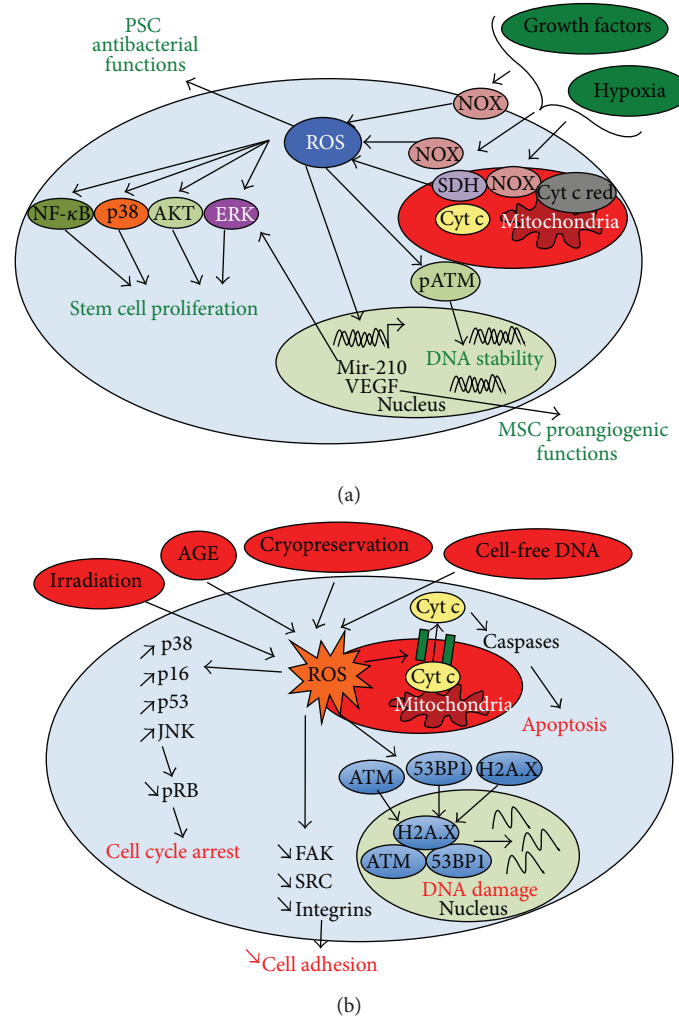 PSC
antibacterial
functions
Growth factors
Hypoxia
NOX
ROS
NOX
SDH
NOX
Cyt c red
Cyt c
Mitochondria
NF-κB
p38
AKT
ERK
pATM
Stem cell proliferation
DNA stability
Mir-210
VEGF
Nucleus
MSC proangiogenic
functions
(a)
Cryopreservation
AGE
Cell-free DNA
Irradiation
Cyt c
Caspases
↗ p38
↗ p16
↗ p53
↗ JNK
↘ pRB
Cell cycle arrest
ROS
Cyt c
Mitochondria
Apoptosis
ATM
53BP1
H2A.X
H2A.X
ATM
53BP1
DNA damage
Nucleus
↘ FAK
↘ SRC
↘ Integrins
↘ Cell adhesion
(b)